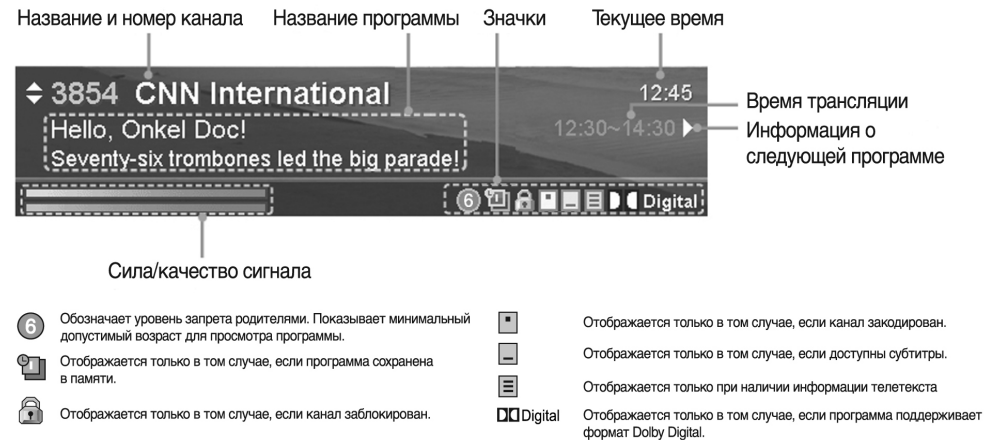 Название и номер канала
Название программы
Значки
Текущее время
3854 CNN International
12:45
Hello, Onkel Doc!
12:30~14:30
Seventy-six trombones led the big parade!
Время трансляции
Информация о
следующей программе
6
Digital
Сила/качество сигнала
6
Обозначает уровень запрета родителями. Показывает минимальный
допустимый возраст для просмотра программы.
Отображается только в том случае, если программа сохранена
в памяти.
Отображается только в том случае, если канал заблокирован.
Отображается только в том случае, если канал закодирован.
Отображается только в том случае, если доступны субтитры.
Отображается только при наличии информации телетекста
Digital
Отображается только в том случае, если программа поддерживает
формат Dolby Digital.